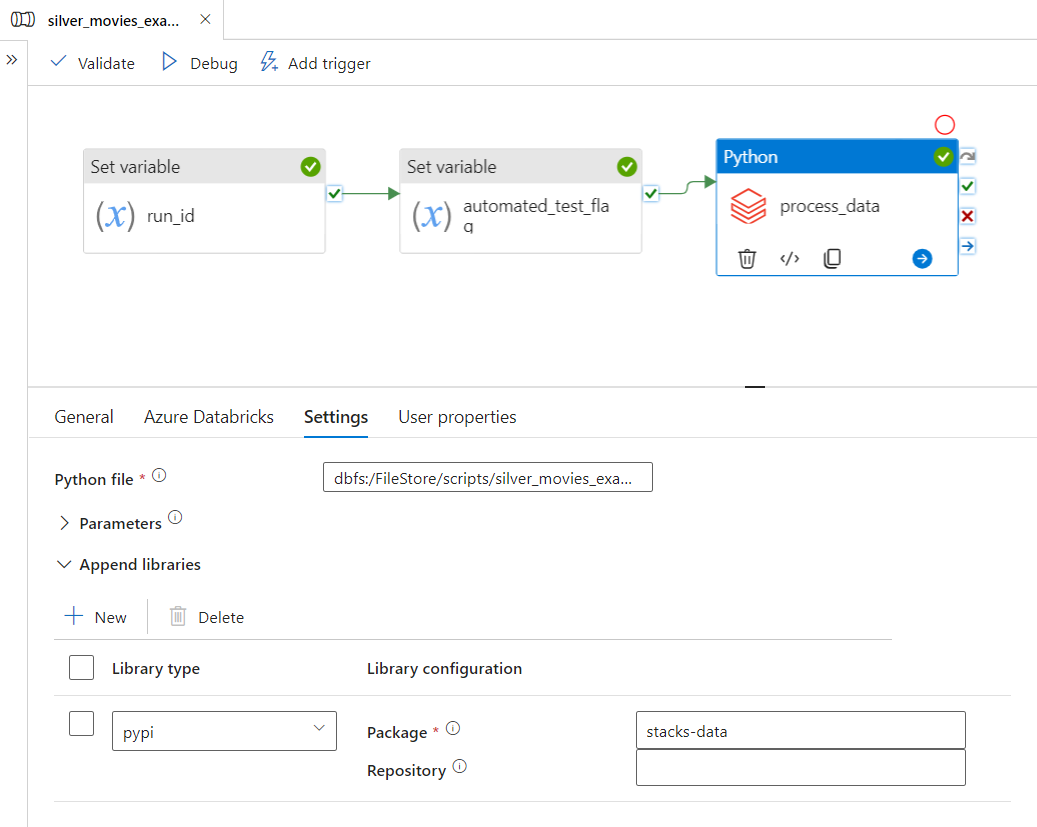 silver_movies_exa...
Validate
Debug
Add trigger
Set variable
(x) run_id
Set variable
(x) automated_test_fla
g
Python
process_data
General
Azure Databricks
Settings
User properties
Python file *
dbfs:/FileStore/scripts/silver_movies_exa...
Parameters
Append libraries
New
Delete
Library type
Library configuration
pypi
Package *
stacks-data
Repository